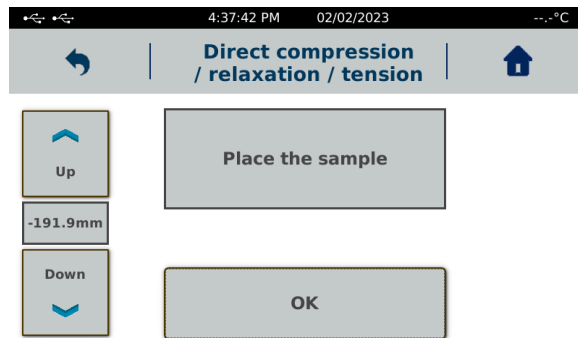 4:37:42 PM 02/02/2023 --.-°C
Direct compression
/ relaxation / tension
Up
Place the sample
-191.9mm
Down
OK